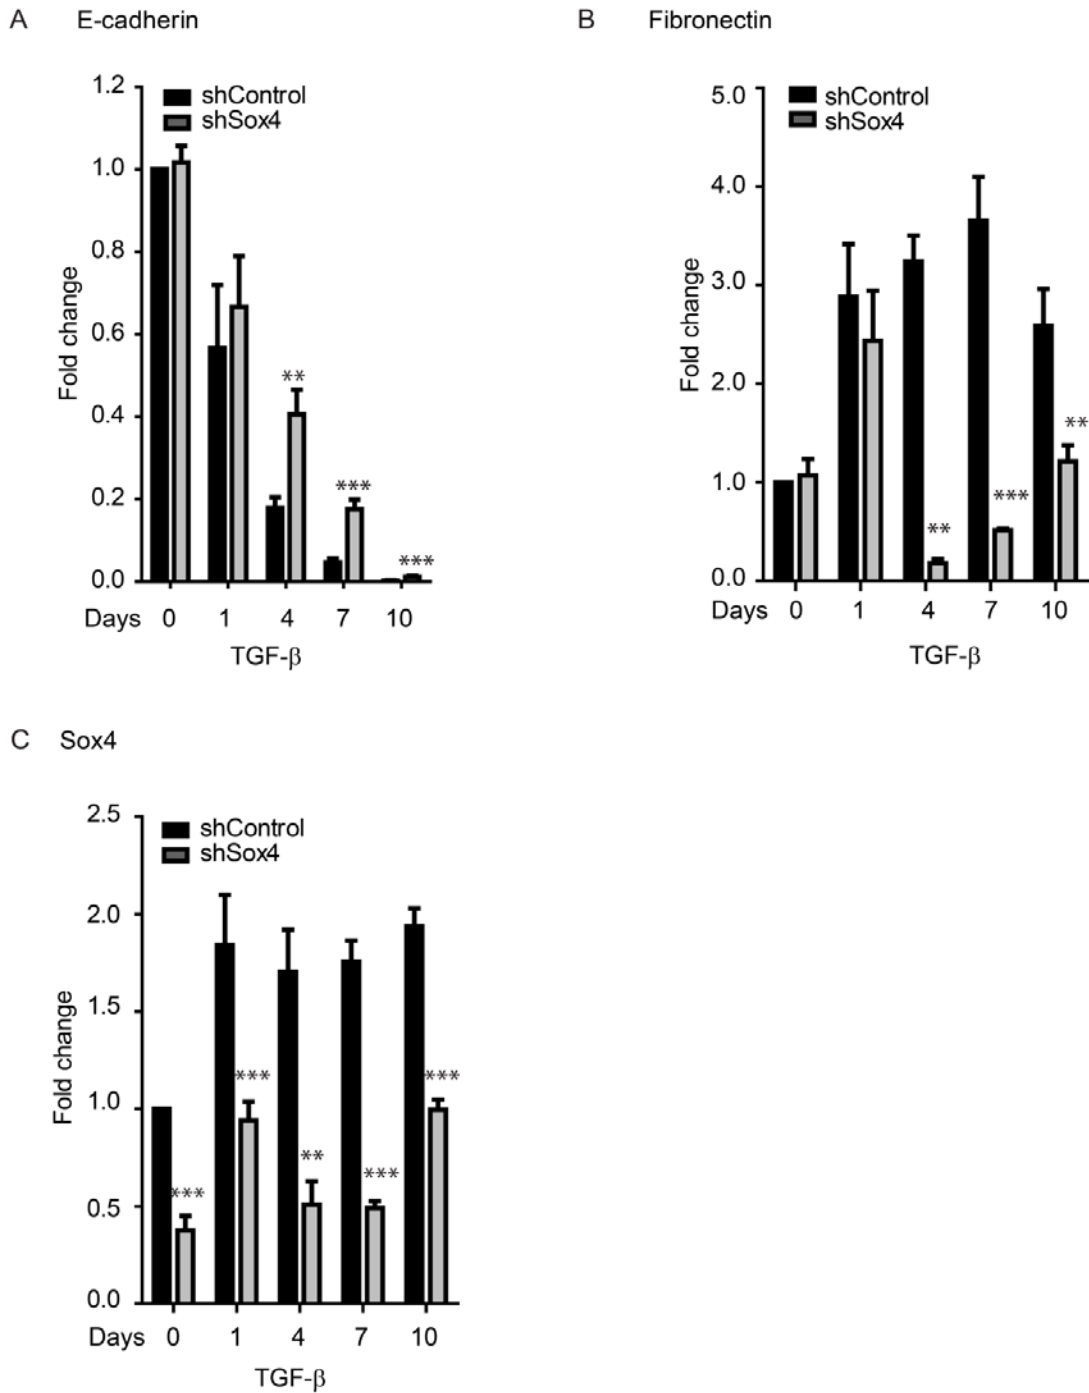 A E-cadherin
1.2
1.0
0.8
0.6
0.4
0.2
0.0
Fold change
shControl
shSox4
**
***
***
Days 0 1 4 7 10
TGF-β
B Fibronectin
5.0
4.0
3.0
2.0
1.0
0.0
Fold change
shControl
shSox4
**
***
**
Days 0 1 4 7 10
TGF-β
C Sox4
2.5
2.0
1.5
1.0
0.5
0.0
Fold change
shControl
shSox4
***
***
**
***
***
Days 0 1 4 7 10
TGF-β